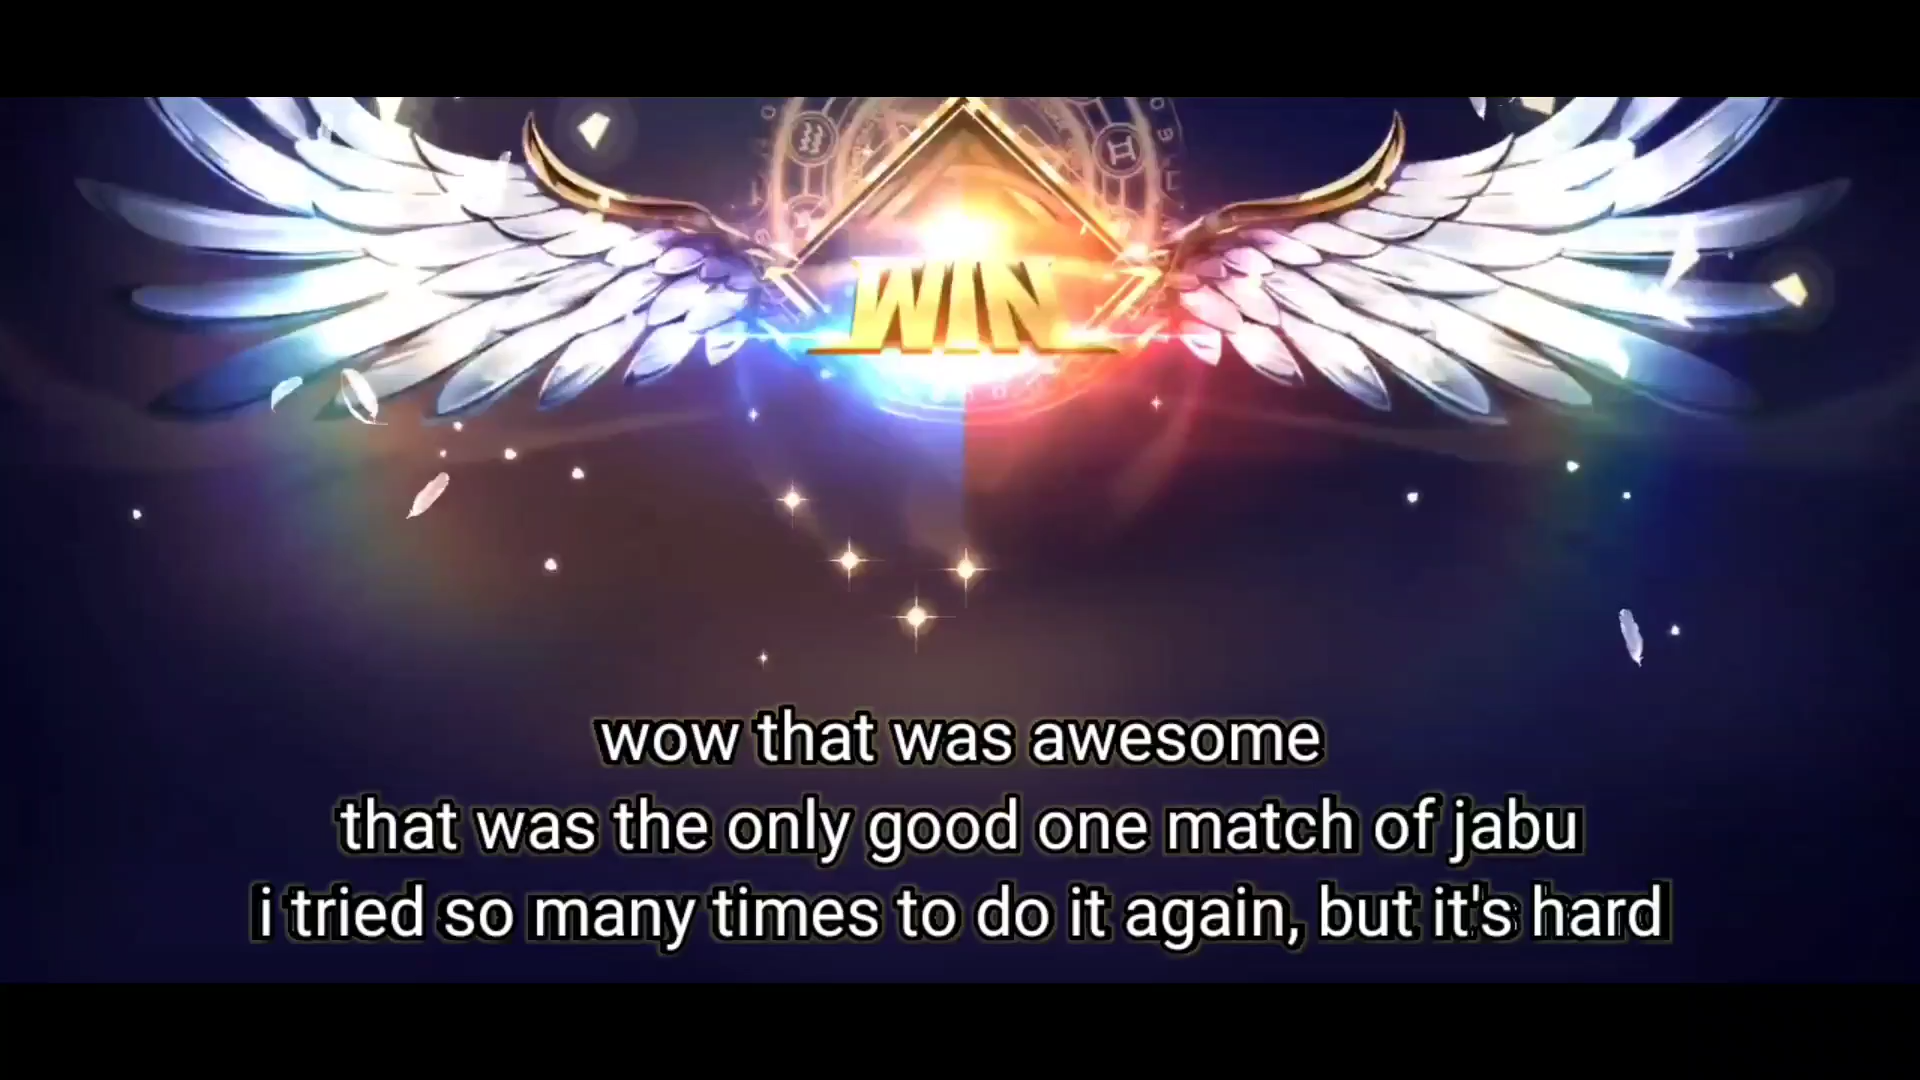 WIN
wow that was awesome
that was the only good one match of jabu
i tried so many times to do it again, but it's hard